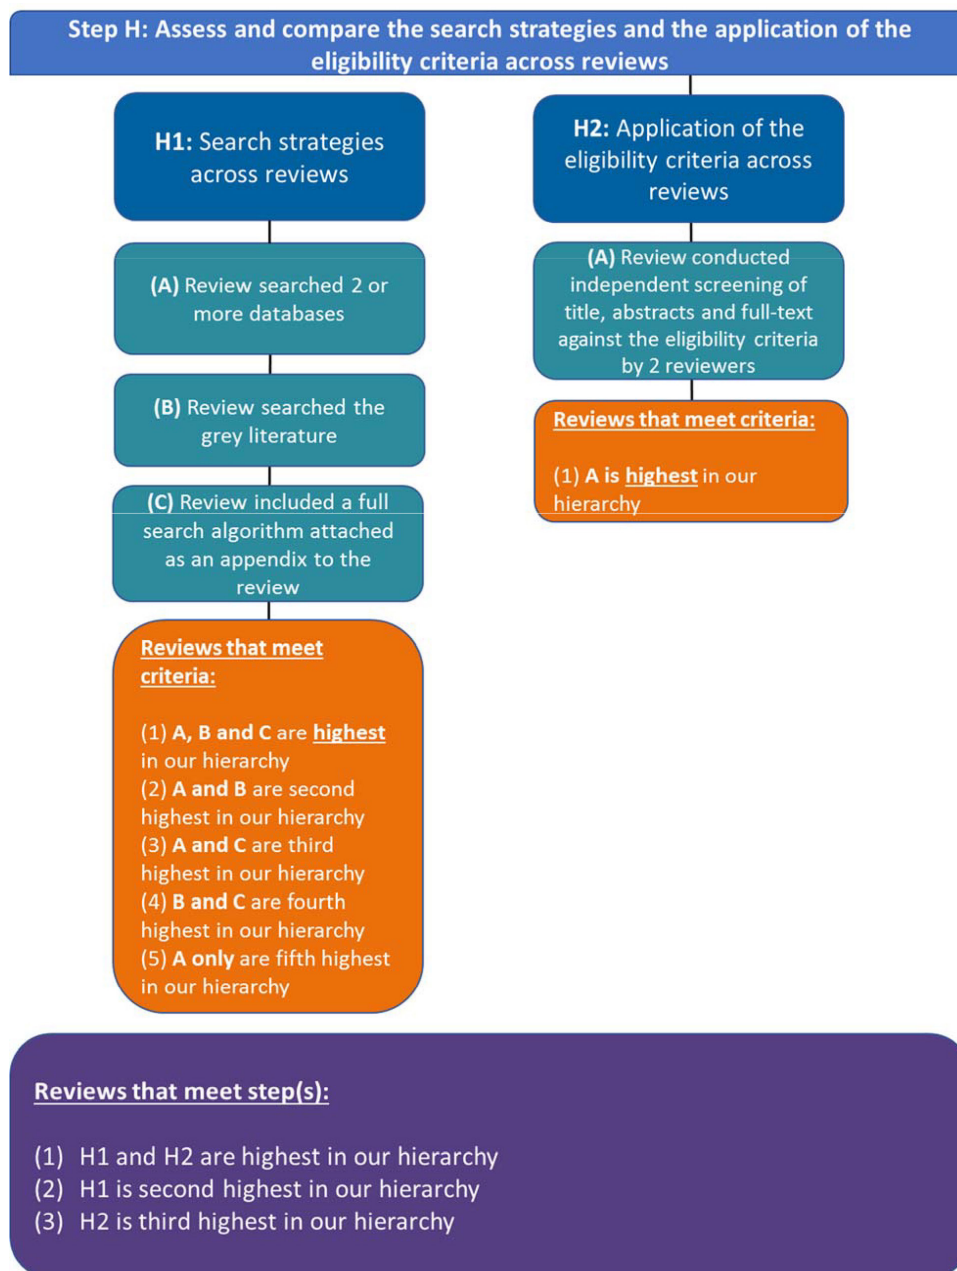 Step H: Assess and compare the search strategies and the application of the
eligibility criteria across reviews
H1: Search strategies
across reviews
(A) Review searched 2 or
more databases
(B) Review searched the
grey literature
(C) Review included a full
search algorithm attached
as an appendix to the
review
Reviews that meet
criteria:
(1) A, B and C are highest
in our hierarchy
(2) A and B are second
highest in our hierarchy
(3) A and C are third
highest in our hierarchy
(4) B and C are fourth
highest in our hierarchy
(5) A only are fifth highest
in our hierarchy
H2: Application of the
eligibility criteria across
reviews
(A) Review conducted
independent screening of
title, abstracts and full-text
against the eligibility criteria
by 2 reviewers
Reviews that meet criteria:
(1) A is highest in our
hierarchy
Reviews that meet step(s):
(1) H1 and H2 are highest in our hierarchy
(2) H1 is second highest in our hierarchy
(3) H2 is third highest in our hierarchy